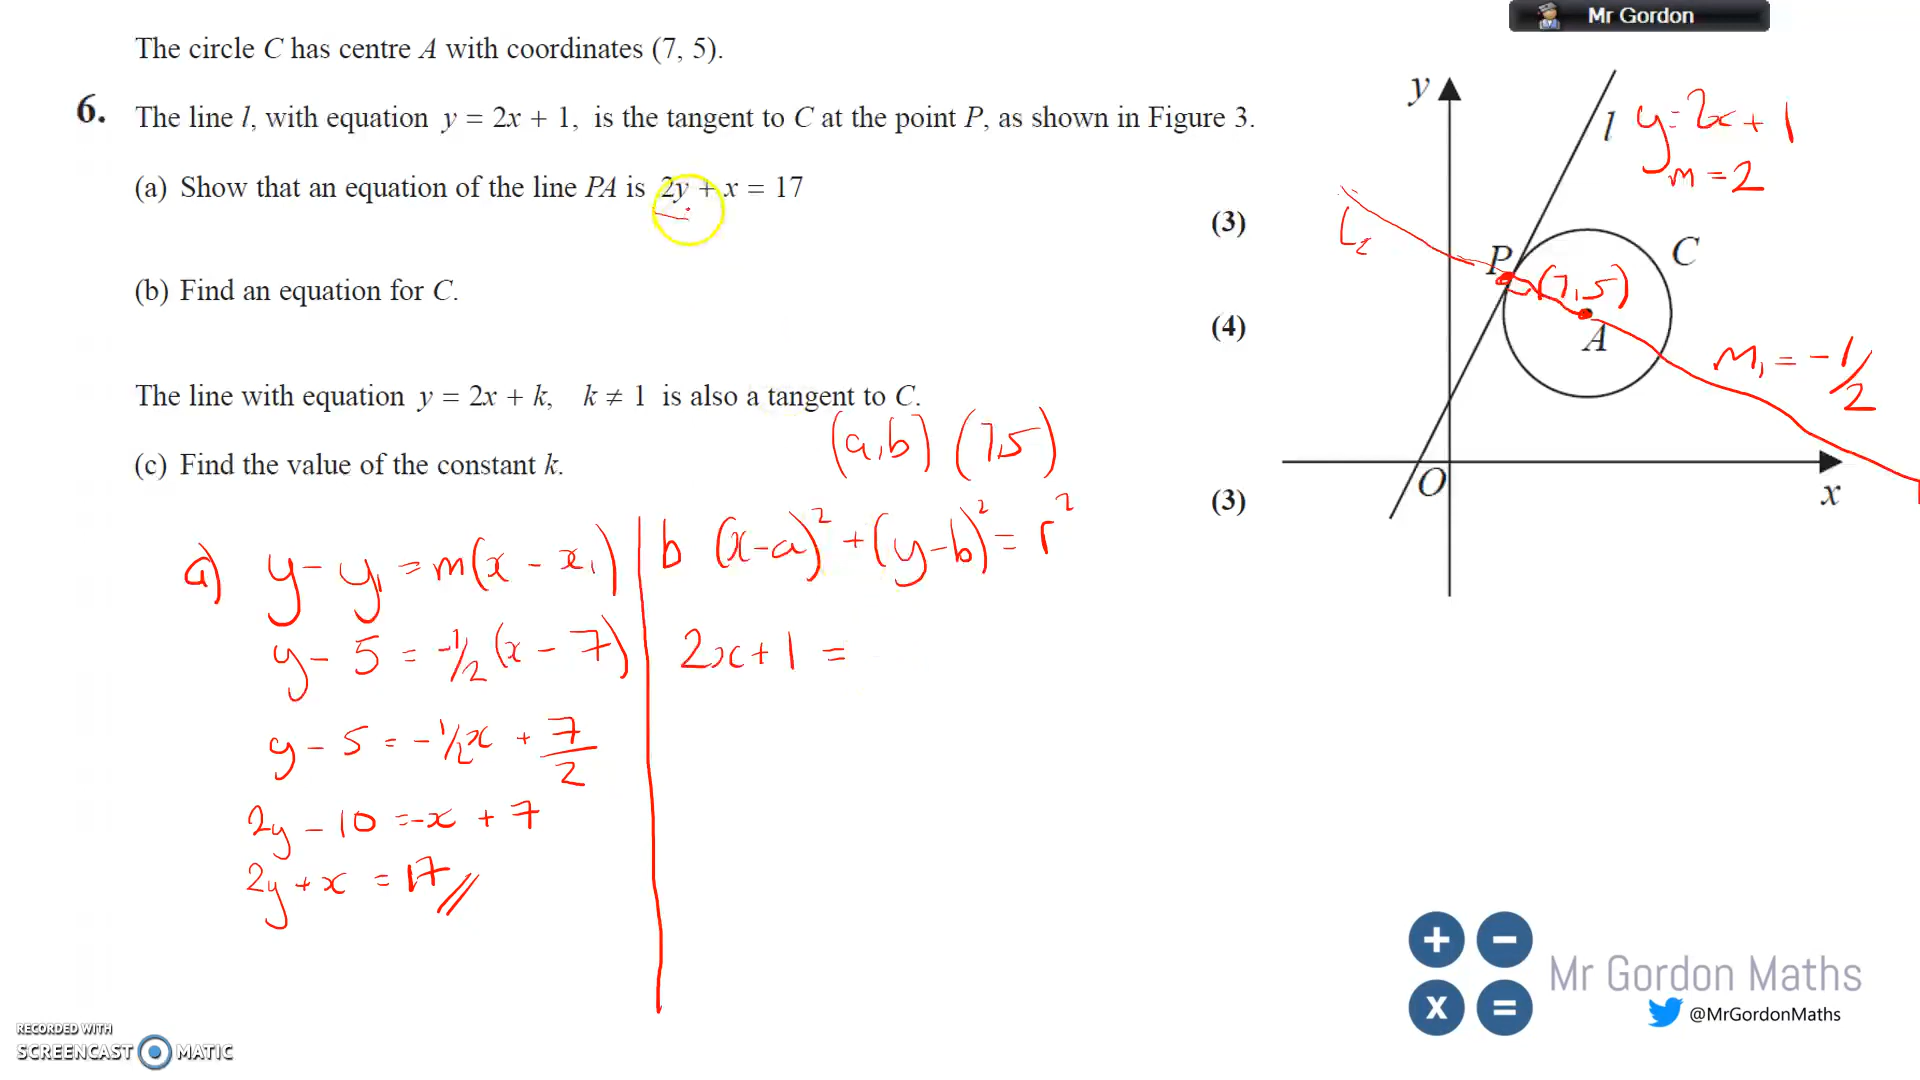 Mr Gordon
The circle C has centre A with coordinates (7, 5).
6. The line l, with equation y = 2x + 1, is the tangent to C at the point P, as shown in Figure 3.
(a) Show that an equation of the line PA is 2y + x = 17
(3)
(b) Find an equation for C.
(4)
The line with equation y = 2x + k, k ≠ 1 is also a tangent to C.
(c) Find the value of the constant k.
(3)
y
l
y = 2x + 1
m = 2
L₂
P
(7,5)
C
A
m₁ = -1/2
O
x
(a,b) (7,5)
a) y - y₁ = m(x - x₁)
y - 5 = -1/2 (x - 7)
y - 5 = -1/2 x + 7/2
2y - 10 = -x + 7
2y + x = 17 //
b (x-a)² + (y-b)² = r²
2x + 1 =
+ −
x =
Mr Gordon Maths
@MrGordonMaths
RECORDED WITH
SCREENCAST MATIC